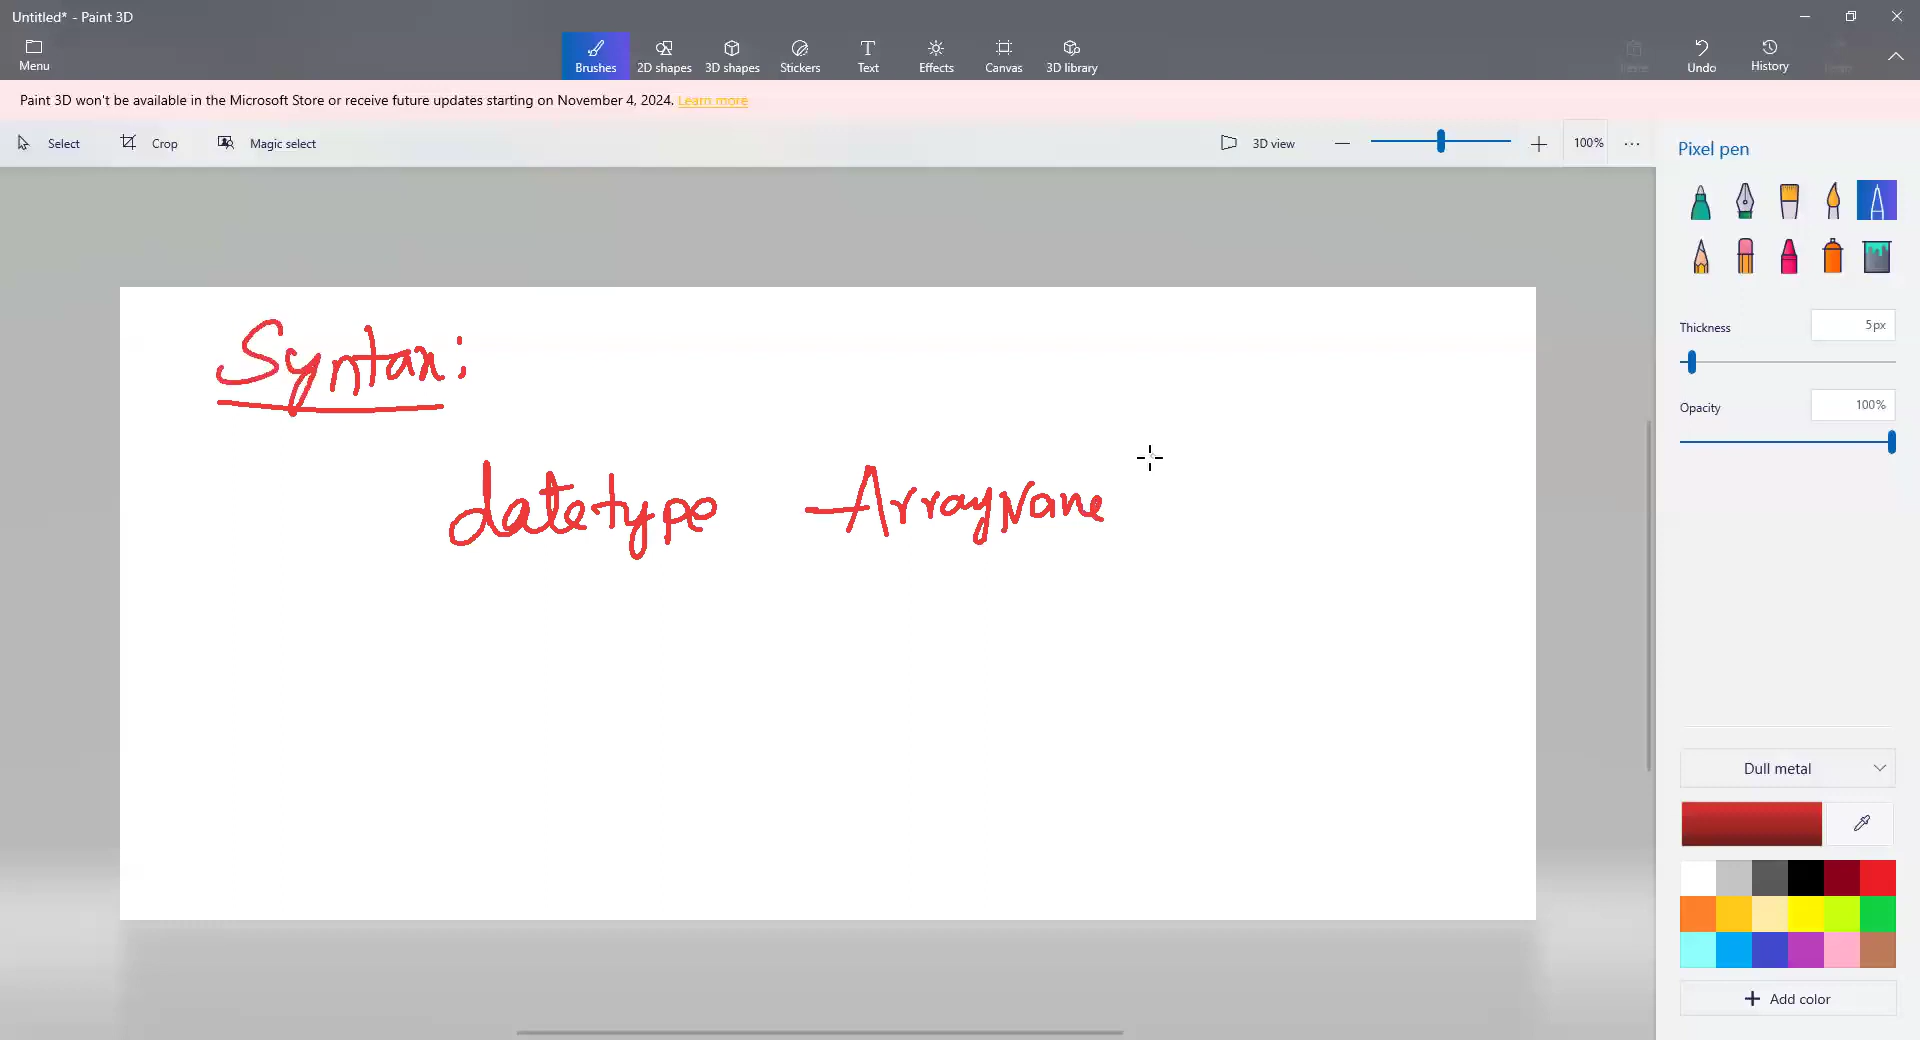 Untitled* - Paint 3D
Menu
Brushes
2D shapes
3D shapes
Stickers
Text
Effects
Canvas
3D library
Undo
History
Paint 3D won't be available in the Microsoft Store or receive future updates starting on November 4, 2024. Learn more
Select
Crop
Magic select
3D view
100%
Pixel pen
Thickness
5px
Opacity
100%
Syntax:
datetype ArrayName
Dull metal
Add color